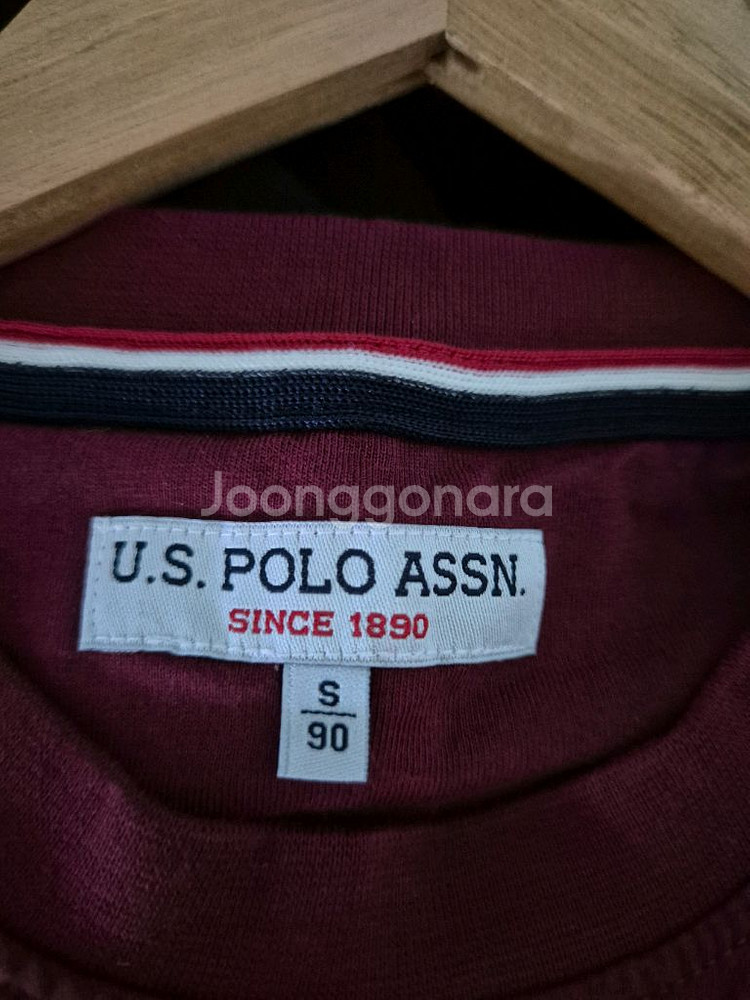 Joonggonara
U.S. POLO ASSN.
SINCE 1890
S
90